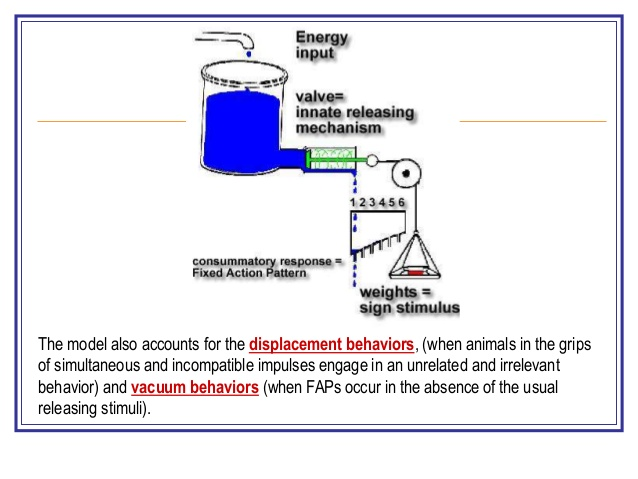 Energy
input
valve=
innate releasing
mechanism
1 2 3 4 5 6
consummatory response =
Fixed Action Pattern
weights =
sign stimulus
The model also accounts for the displacement behaviors, (when animals in the grips
of simultaneous and incompatible impulses engage in an unrelated and irrelevant
behavior) and vacuum behaviors (when FAPs occur in the absence of the usual
releasing stimuli).